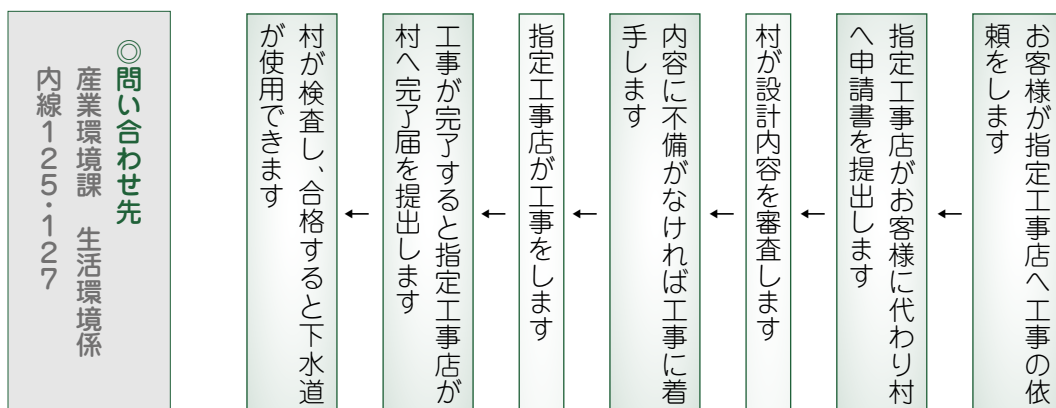 お客様が指定工事店へ工事の依
頼をします
←
指定工事店がお客様に代わり村
へ申請書を提出します
←
村が設計内容を審査します
←
内容に不備がなければ工事に着
手します
←
指定工事店が工事をします
←
工事が完了すると指定工事店が
村へ完了届を提出します
←
村が検査し、合格すると下水道
が使用できます
◎問い合わせ先
産業環境課　生活環境係
内線125・127